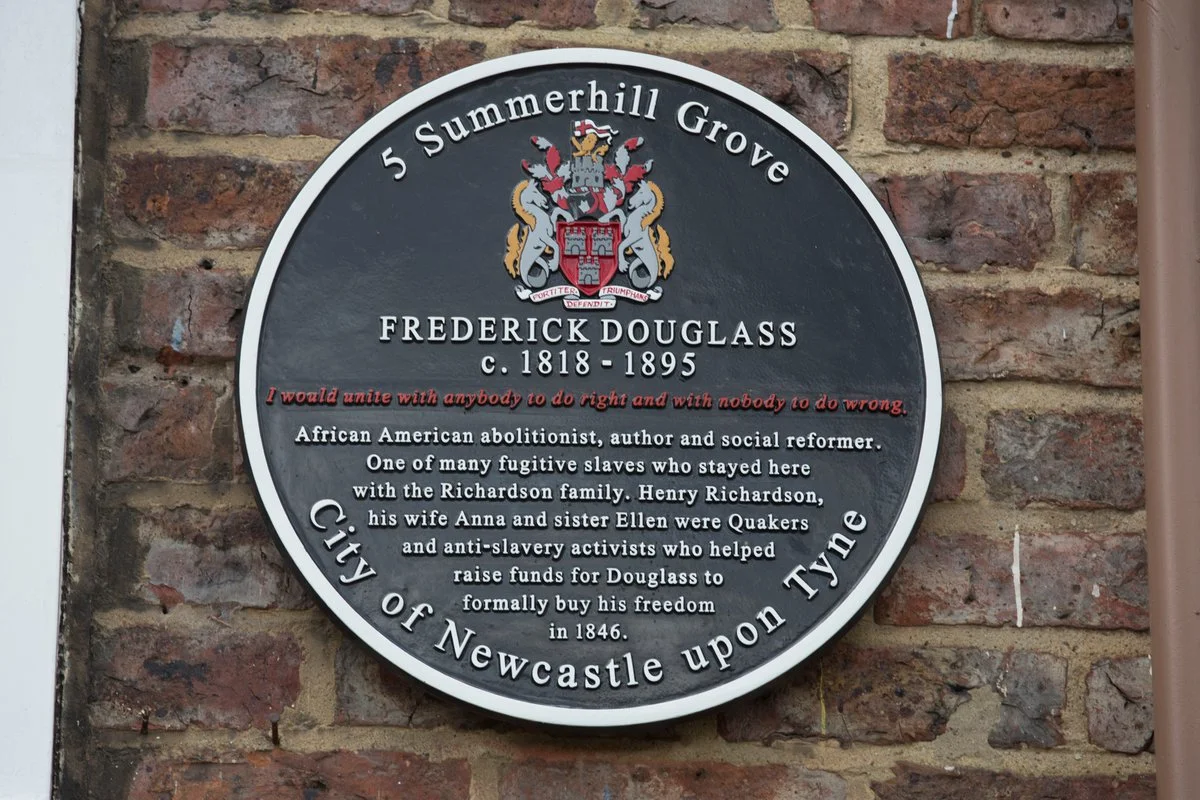 5 Summerhill Grove
FORTITER
DEFENDIT
TRIUMPHANS
FREDERICK DOUGLASS
c. 1818 - 1895
I would unite with anybody to do right and with nobody to do wrong.
African American abolitionist, author and social reformer.
One of many fugitive slaves who stayed here
with the Richardson family. Henry Richardson,
his wife Anna and sister Ellen were Quakers
and anti-slavery activists who helped
raise funds for Douglass to
formally buy his freedom
in 1846.
City of Newcastle upon Tyne